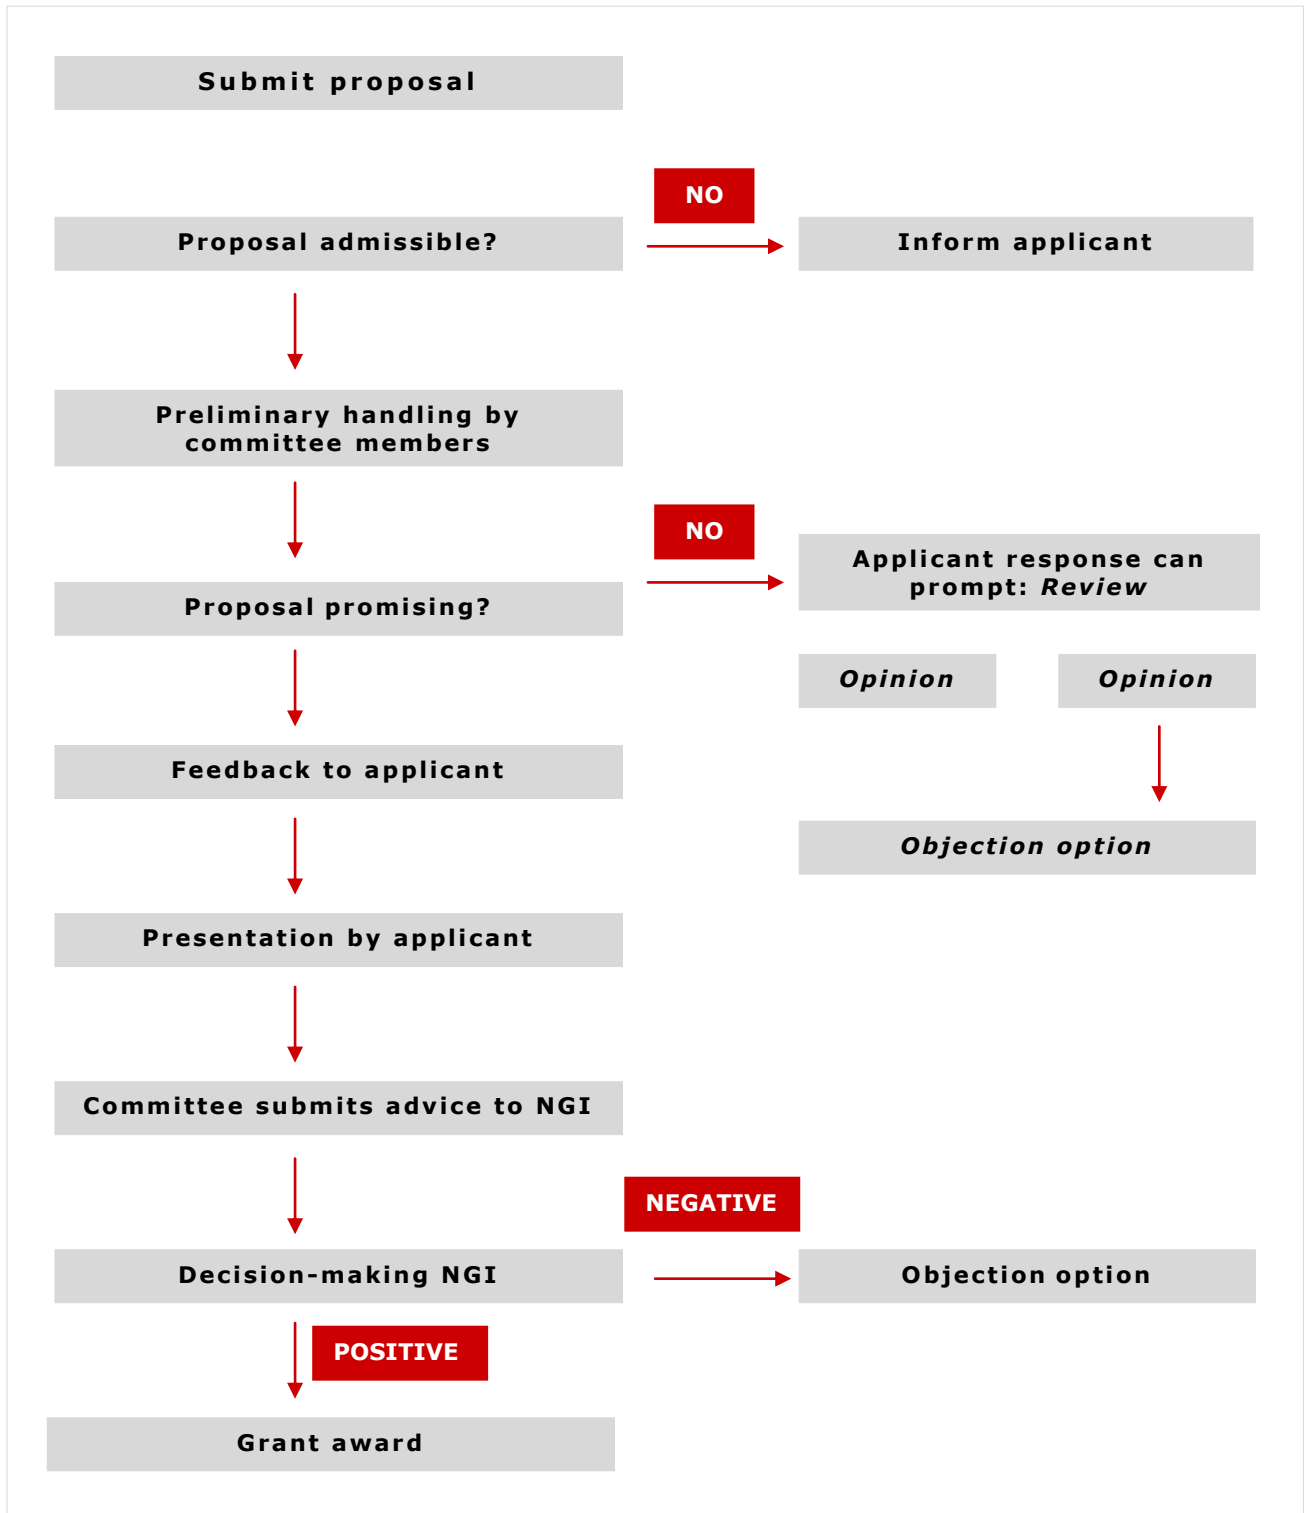 Submit proposal
NO
Proposal admissible?
Inform applicant
Preliminary handling by
committee members
NO
Applicant response can
prompt: Review
Proposal promising?
Opinion
Opinion
Feedback to applicant
Objection option
Presentation by applicant
Committee submits advice to NGI
NEGATIVE
Decision-making NGI
Objection option
POSITIVE
Grant award